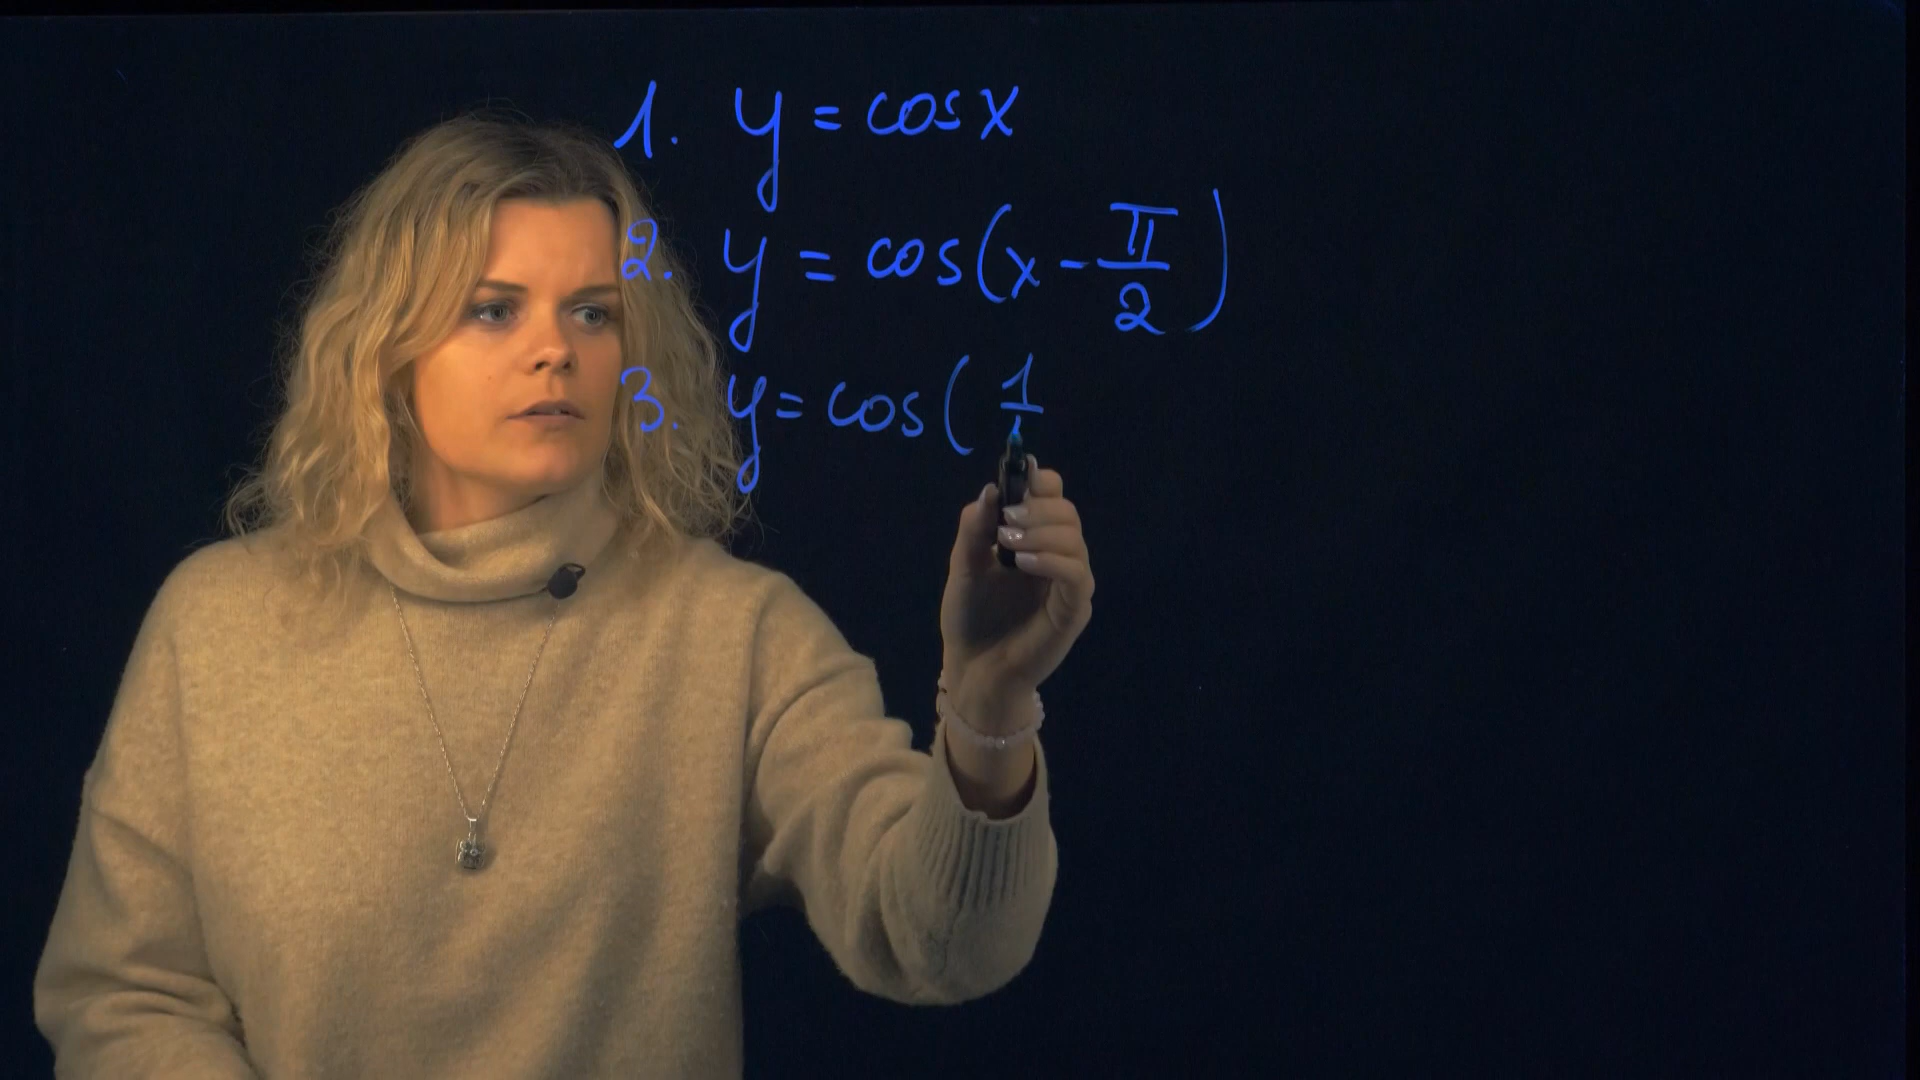 1. y = cos x
2. y = cos(x - π/2)
3. y = cos(1/